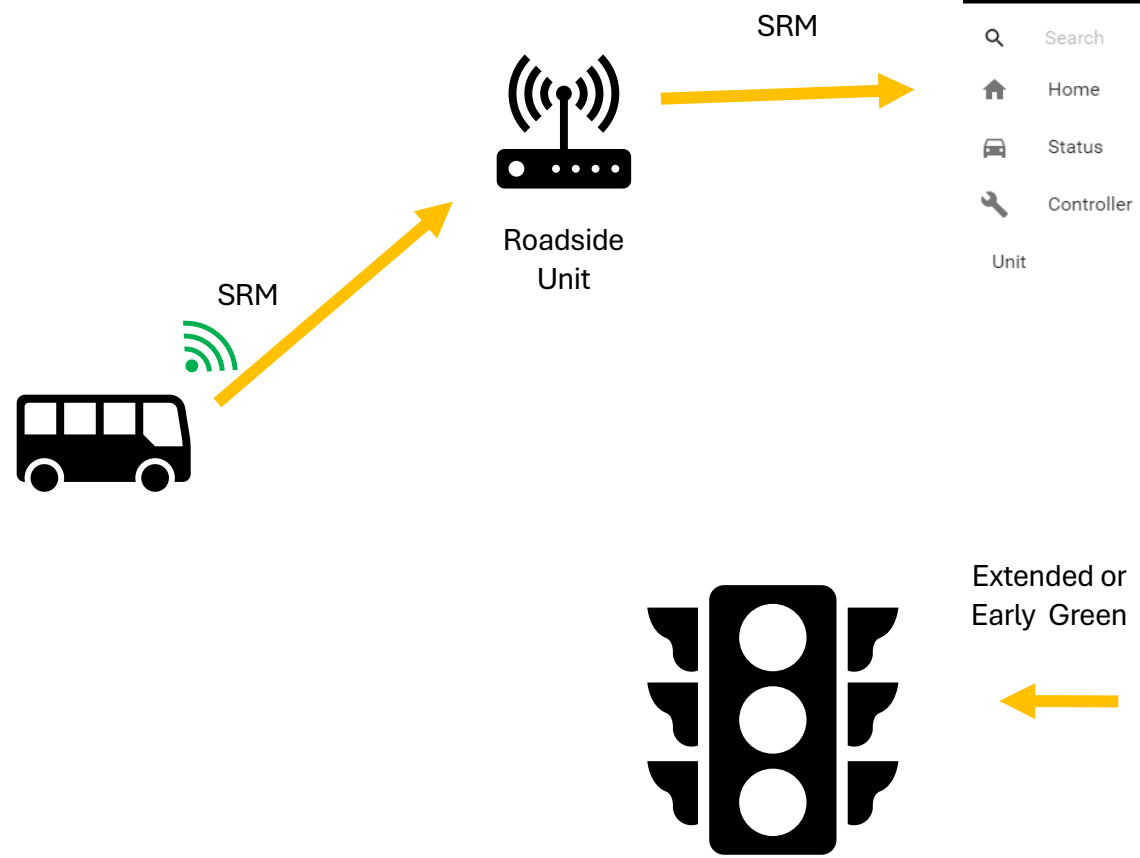 SRM
Search
Home
Status
Controller
Unit
Roadside
Unit
SRM
Extended or
Early  Green